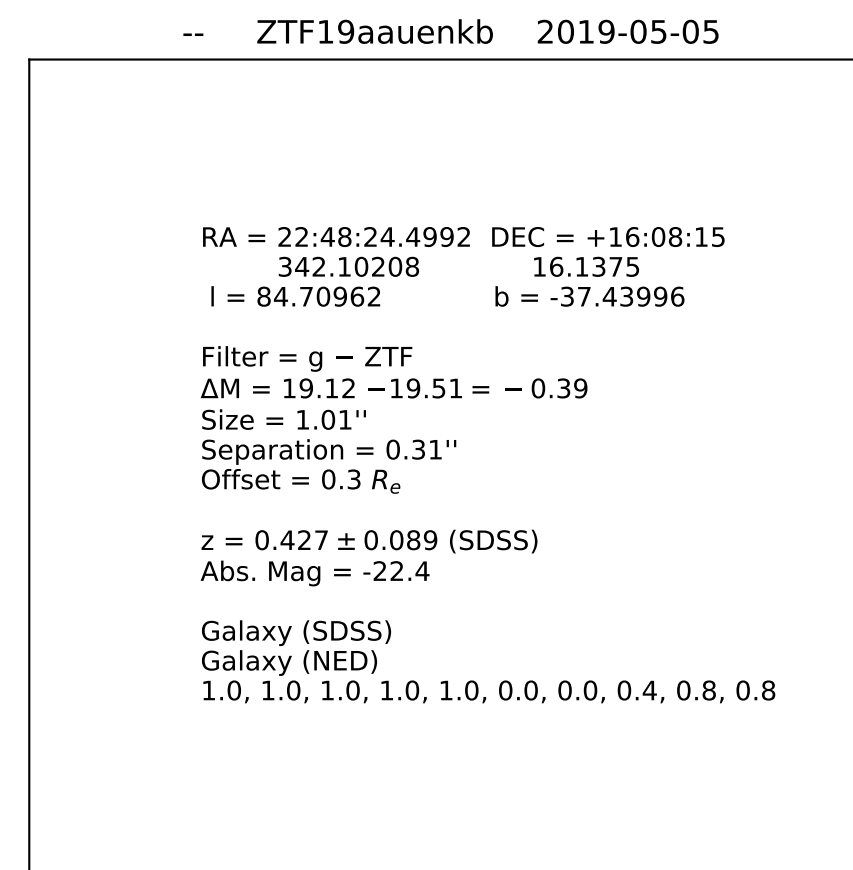 -- ZTF19aauenkb 2019-05-05
RA = 22:48:24.4992 DEC = +16:08:15
342.10208 16.1375
l = 84.70962 b = -37.43996
Filter = g − ZTF
ΔM = 19.12 −19.51 = − 0.39
Size = 1.01''
Separation = 0.31''
Offset = 0.3 Re
z = 0.427 ± 0.089 (SDSS)
Abs. Mag = -22.4
Galaxy (SDSS)
Galaxy (NED)
1.0, 1.0, 1.0, 1.0, 1.0, 0.0, 0.0, 0.4, 0.8, 0.8